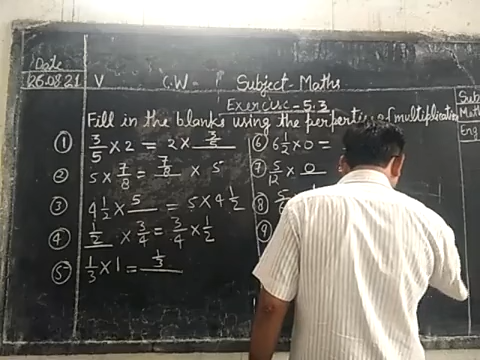 Date
26.08.21 V C.W- Subject- Maths
Exercise-5.3
Fill in the blanks using the perperties of multiplication
① 3/5 × 2 = 2 × 3/5
② 5 × 7/8 = 7/8 × 5
③ 4 1/2 × 5 = 5 × 4 1/2
④ 1/2 × 3/4 = 3/4 × 1/2
⑤ 1/3 × 1 = 1/3
⑥ 6 1/2 × 0 =
⑦ 5/12 × 0
⑧
⑨
Sub
Math
Eng